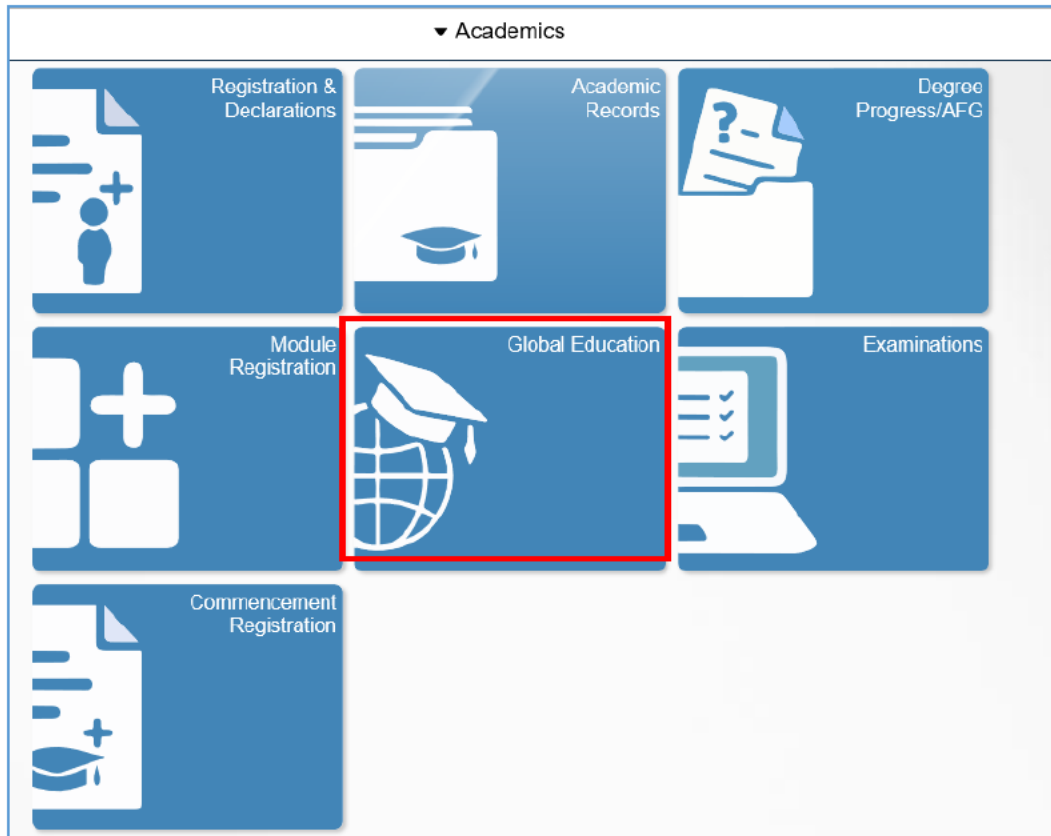 Academics
Registration &
Declarations
Academic
Records
Degree
Progress/AFG
Module
Registration
Global Education
Examinations
Commencement
Registration